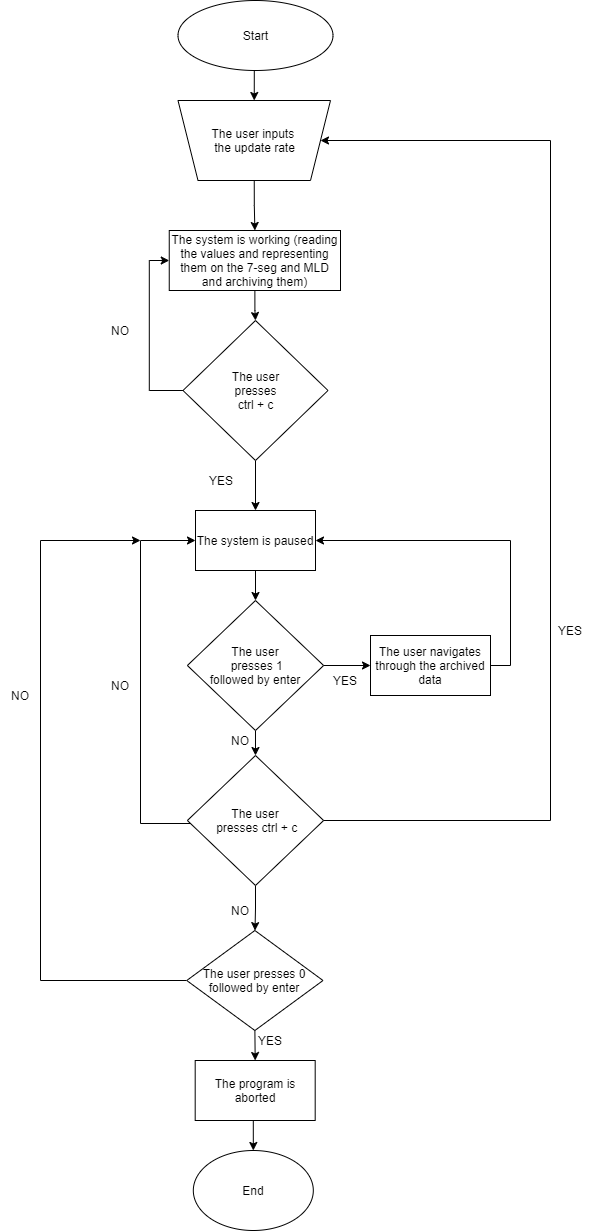 Start
The user inputs
the update rate
The system is working (reading
the values and representing
them on the 7-seg and MLD
and archiving them)
NO
The user
presses
ctrl + c
YES
The system is paused
YES
The user
presses 1
followed by enter
YES
The user navigates
through the archived
data
NO
NO
NO
The user
presses ctrl + c
NO
The user presses 0
followed by enter
YES
The program is
aborted
End